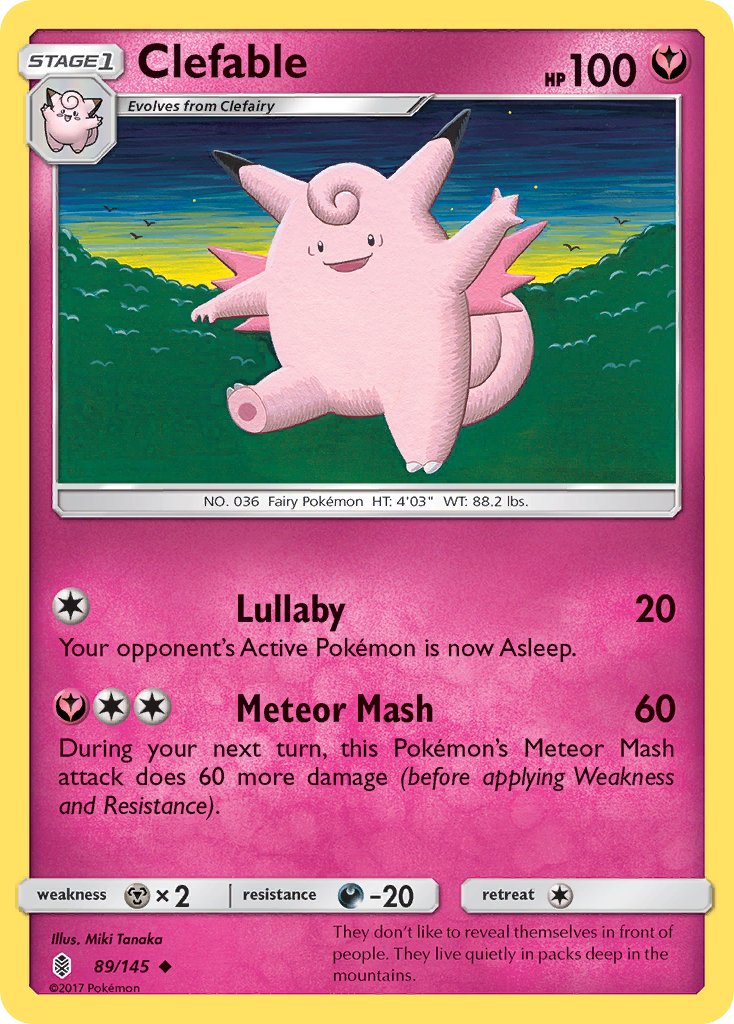 STAGE1
Clefable
HP 100
Evolves from Clefairy
NO. 036 Fairy Pokémon HT: 4'03" WT: 88.2 lbs.
Lullaby 20
Your opponent's Active Pokémon is now Asleep.
Meteor Mash 60
During your next turn, this Pokémon's Meteor Mash
attack does 60 more damage (before applying Weakness
and Resistance).
weakness ×2 resistance -20 retreat
Illus. Miki Tanaka
89/145
©2017 Pokémon
They don't like to reveal themselves in front of
people. They live quietly in packs deep in the
mountains.